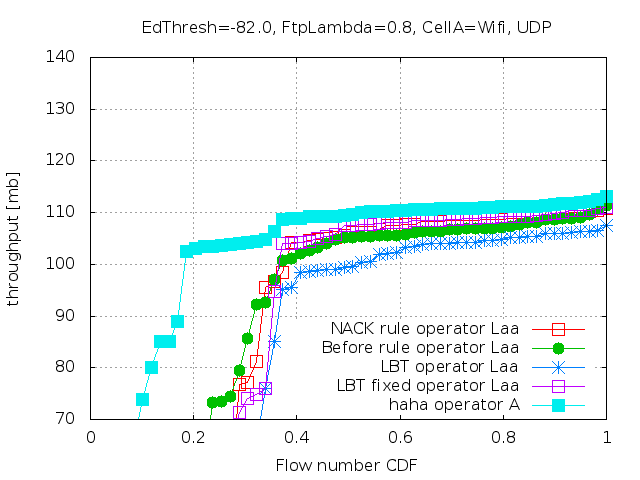 EdThresh=-82.0, FtpLambda=0.8, CellA=Wifi, UDP
140
130
120
110
100
90
80
70
throughput [mb]
NACK rule operator Laa
Before rule operator Laa
LBT operator Laa
LBT fixed operator Laa
haha operator A
0 0.2 0.4 0.6 0.8 1
Flow number CDF